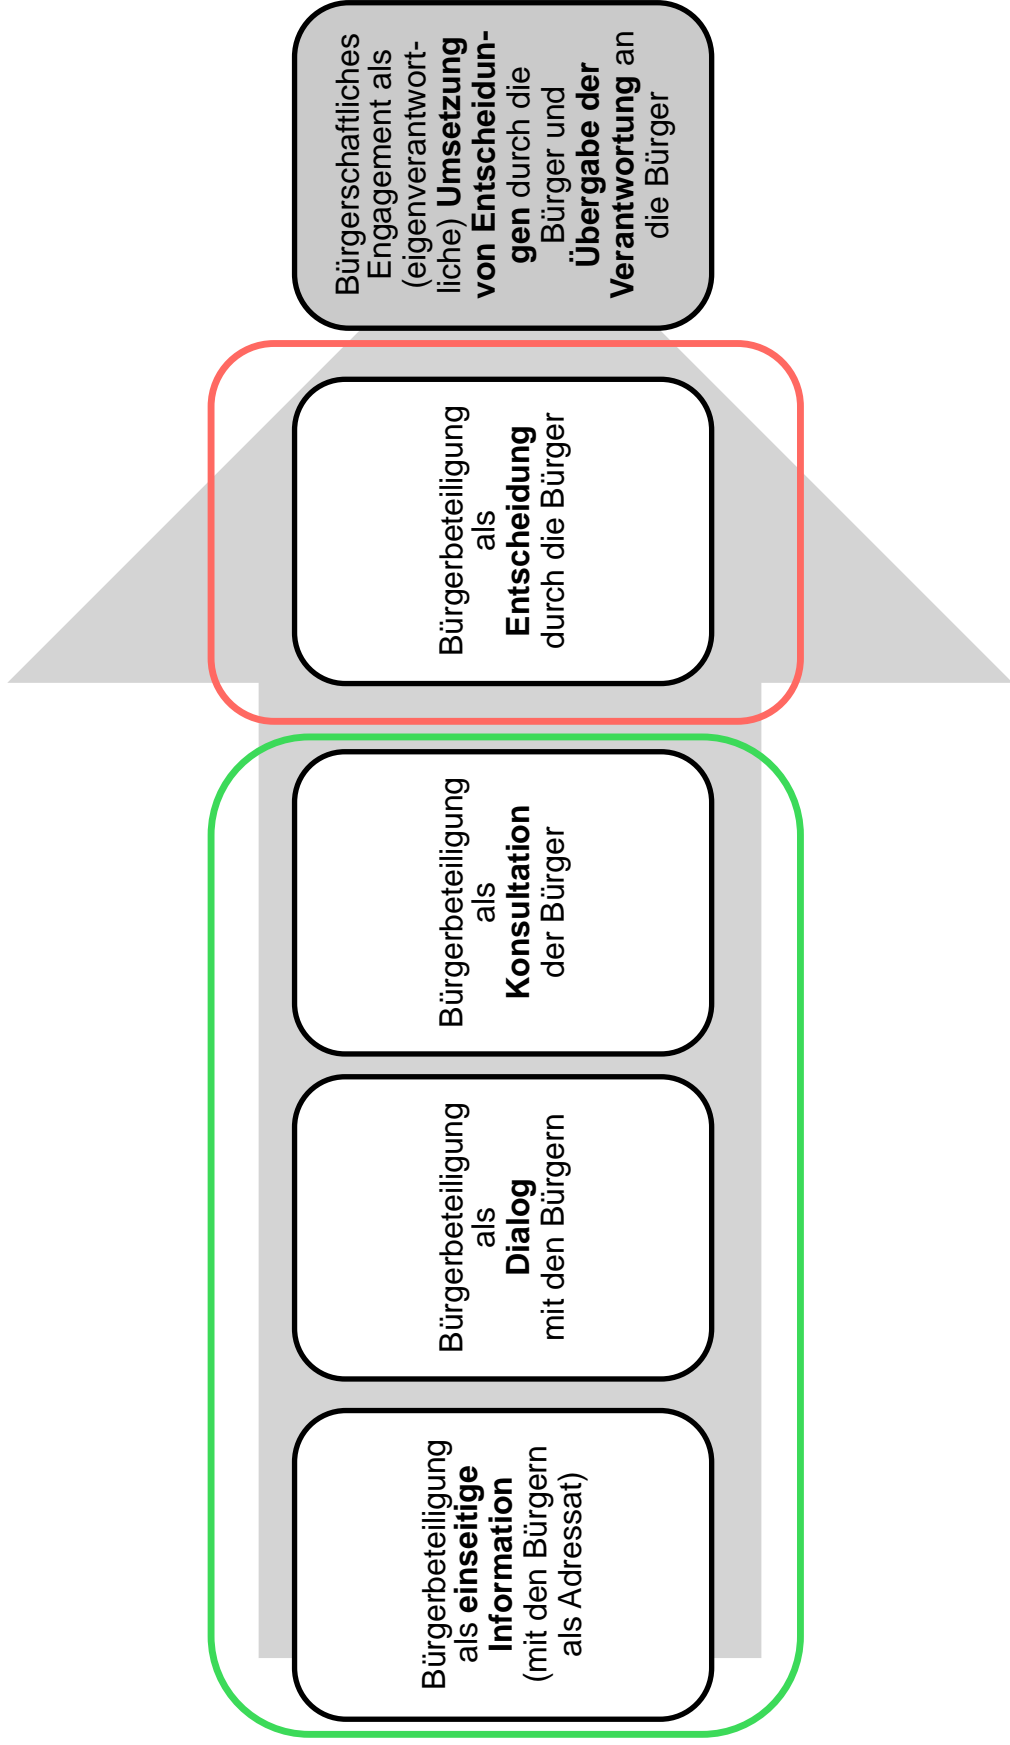 Bürgerbeteiligung
als einseitige
Information
(mit den Bürgern
als Adressat)
Bürgerbeteiligung
als
Dialog
mit den Bürgern
Bürgerbeteiligung
als
Konsultation
der Bürger
Bürgerbeteiligung
als
Entscheidung
durch die Bürger
Bürgerschaftliches
Engagement als
(eigenverantwort-
liche) Umsetzung
von Entscheidun-
gen durch die
Bürger und
Übergabe der
Verantwortung an
die Bürger